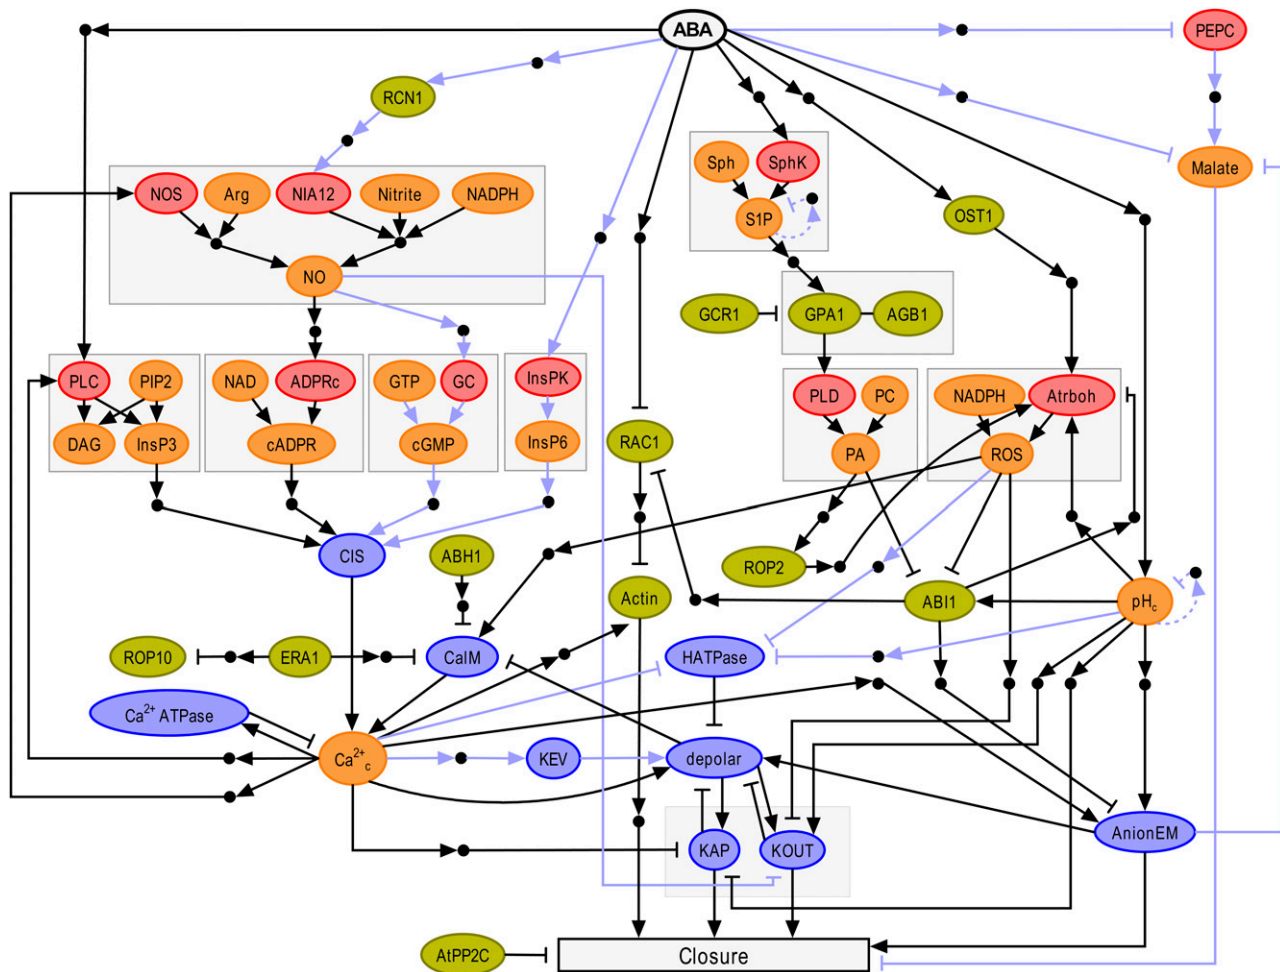 ABA
PEPC
RCN1
Sph
SphK
Malate
NOS
Arg
NIA12
Nitrite
NADPH
S1P
OST1
NO
GCR1
GPA1
AGB1
PLC
PIP2
NAD
ADPRc
GTP
GC
InsPK
PLD
PC
NADPH
Atrboh
DAG
InsP3
cADPR
cGMP
InsP6
RAC1
PA
ROS
CIS
ABH1
ROP2
Actin
ABI1
pHc
ROP10
ERA1
CaIM
HATPase
Ca2+ ATPase
Ca2+c
KEV
depolar
AnionEM
KAP
KOUT
AtPP2C
Closure